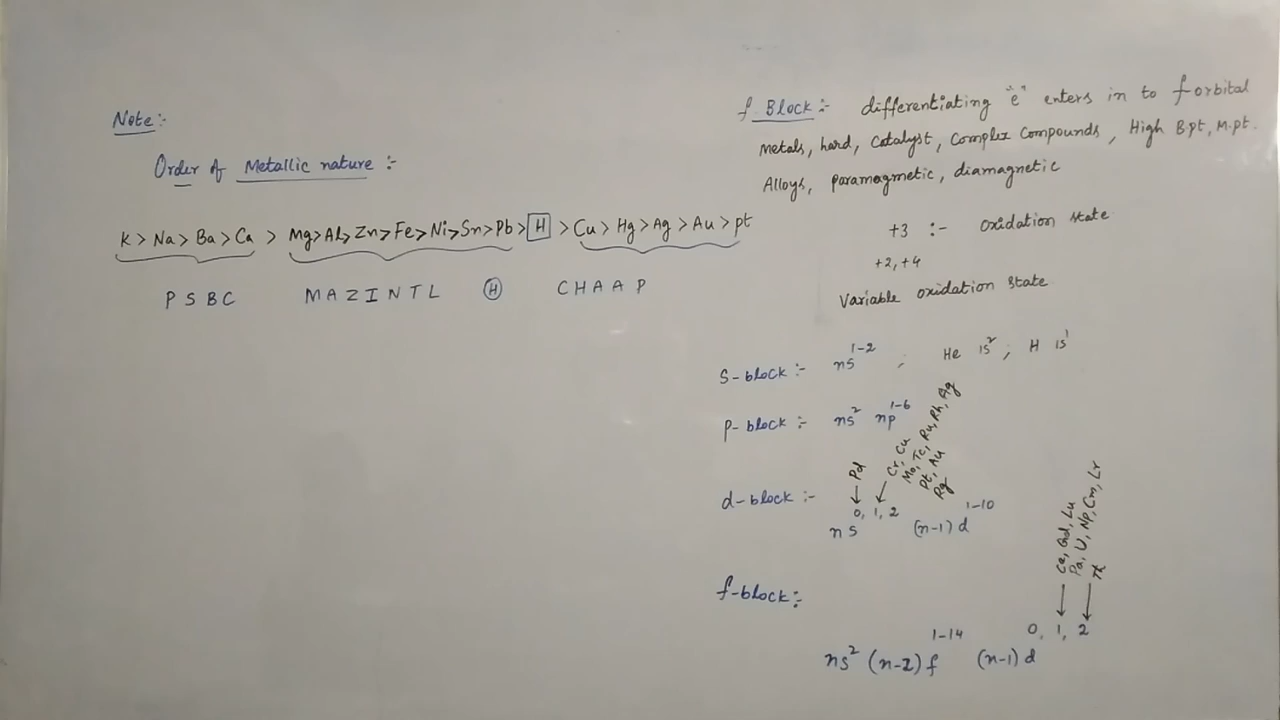 Note:-
Order of Metallic nature :-
K > Na > Ba > Ca > Mg > Al > Zn > Fe > Ni > Sn > Pb > H > Cu > Hg > Ag > Au > pt
P S B C M A Z I N T L H C H A A P
f Block :- differentiating "e" enters in to f orbital
Metals, hard, Catalyst, Complex Compounds, High B.pt, M.pt.
Alloys, paramagmetic, diamagnetic
+3 :- oxidation state
+2, +4
Variable oxidation state
S-block :- ns¹⁻² ; He 1s² ; H 1s¹
p-block :- ns² np¹⁻⁶
Pd
Cr, Cu
Mo, Tc, Ru, Rh, Ag
Pt, Au
Rg
d-block :- ns⁰,¹,² (n-1)d¹⁻¹⁰
Ce, Gd, Lu
Pa, U, Np, Cm, Lr
Th
f-block :-
ns² (n-2)f¹⁻¹⁴ (n-1)d⁰,¹,²